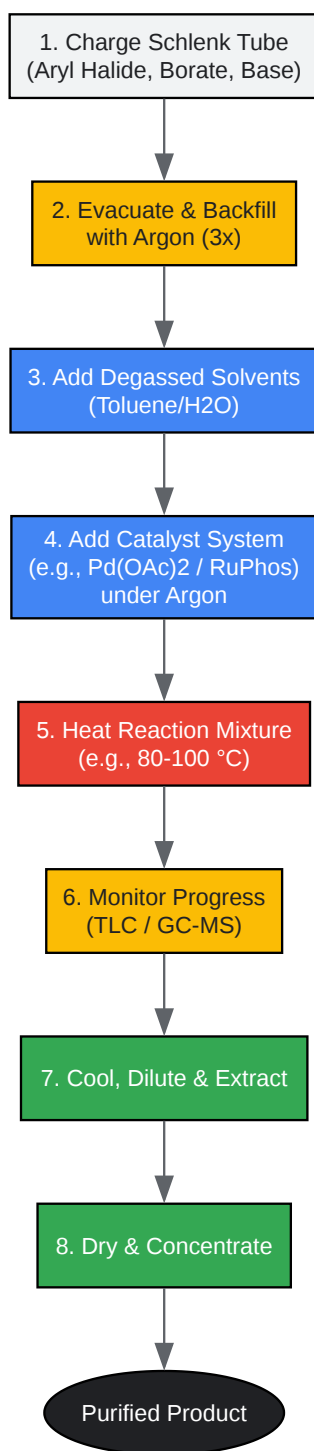 1. Charge Schlenk Tube
(Aryl Halide, Borate, Base)
2. Evacuate & Backfill
with Argon (3x)
3. Add Degassed Solvents
(Toluene/H2O)
4. Add Catalyst System
(e.g., Pd(OAc)2 / RuPhos)
under Argon
5. Heat Reaction Mixture
(e.g., 80-100 °C)
6. Monitor Progress
(TLC / GC-MS)
7. Cool, Dilute & Extract
8. Dry & Concentrate
Purified Product